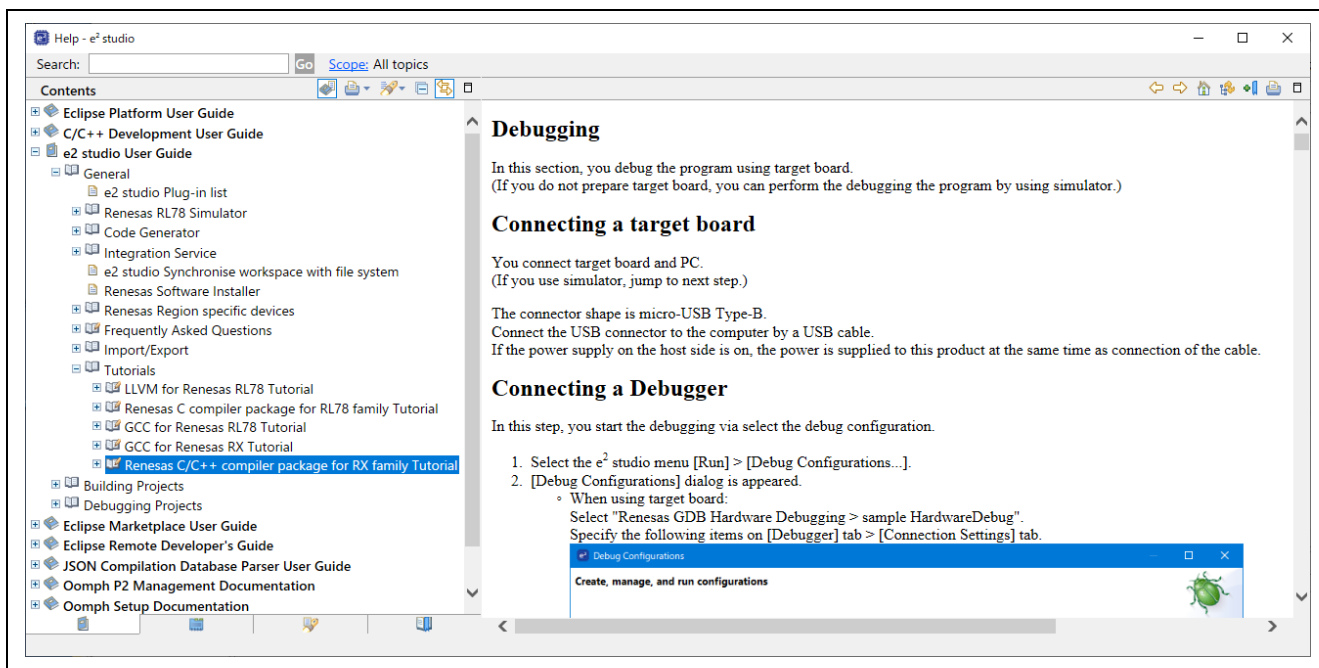 Help - e² studio
Search:
Go
Scope: All topics
Contents
Eclipse Platform User Guide
C/C++ Development User Guide
e2 studio User Guide
General
e2 studio Plug-in list
Renesas RL78 Simulator
Code Generator
Integration Service
e2 studio Synchronise workspace with file system
Renesas Software Installer
Renesas Region specific devices
Frequently Asked Questions
Import/Export
Tutorials
LLVM for Renesas RL78 Tutorial
Renesas C compiler package for RL78 family Tutorial
GCC for Renesas RL78 Tutorial
GCC for Renesas RX Tutorial
Renesas C/C++ compiler package for RX family Tutorial
Building Projects
Debugging Projects
Eclipse Marketplace User Guide
Eclipse Remote Developer's Guide
JSON Compilation Database Parser User Guide
Oomph P2 Management Documentation
Oomph Setup Documentation
Debugging
In this section, you debug the program using target board.
(If you do not prepare target board, you can perform the debugging the program by using simulator.)
Connecting a target board
You connect target board and PC.
(If you use simulator, jump to next step.)
The connector shape is micro-USB Type-B.
Connect the USB connector to the computer by a USB cable.
If the power supply on the host side is on, the power is supplied to this product at the same time as connection of the cable.
Connecting a Debugger
In this step, you start the debugging via select the debug configuration.
1. Select the e² studio menu [Run] > [Debug Configurations...].
2. [Debug Configurations] dialog is appeared.
◦ When using target board:
Select "Renesas GDB Hardware Debugging > sample HardwareDebug".
Specify the following items on [Debugger] tab > [Connection Settings] tab.
Debug Configurations
Create, manage, and run configurations